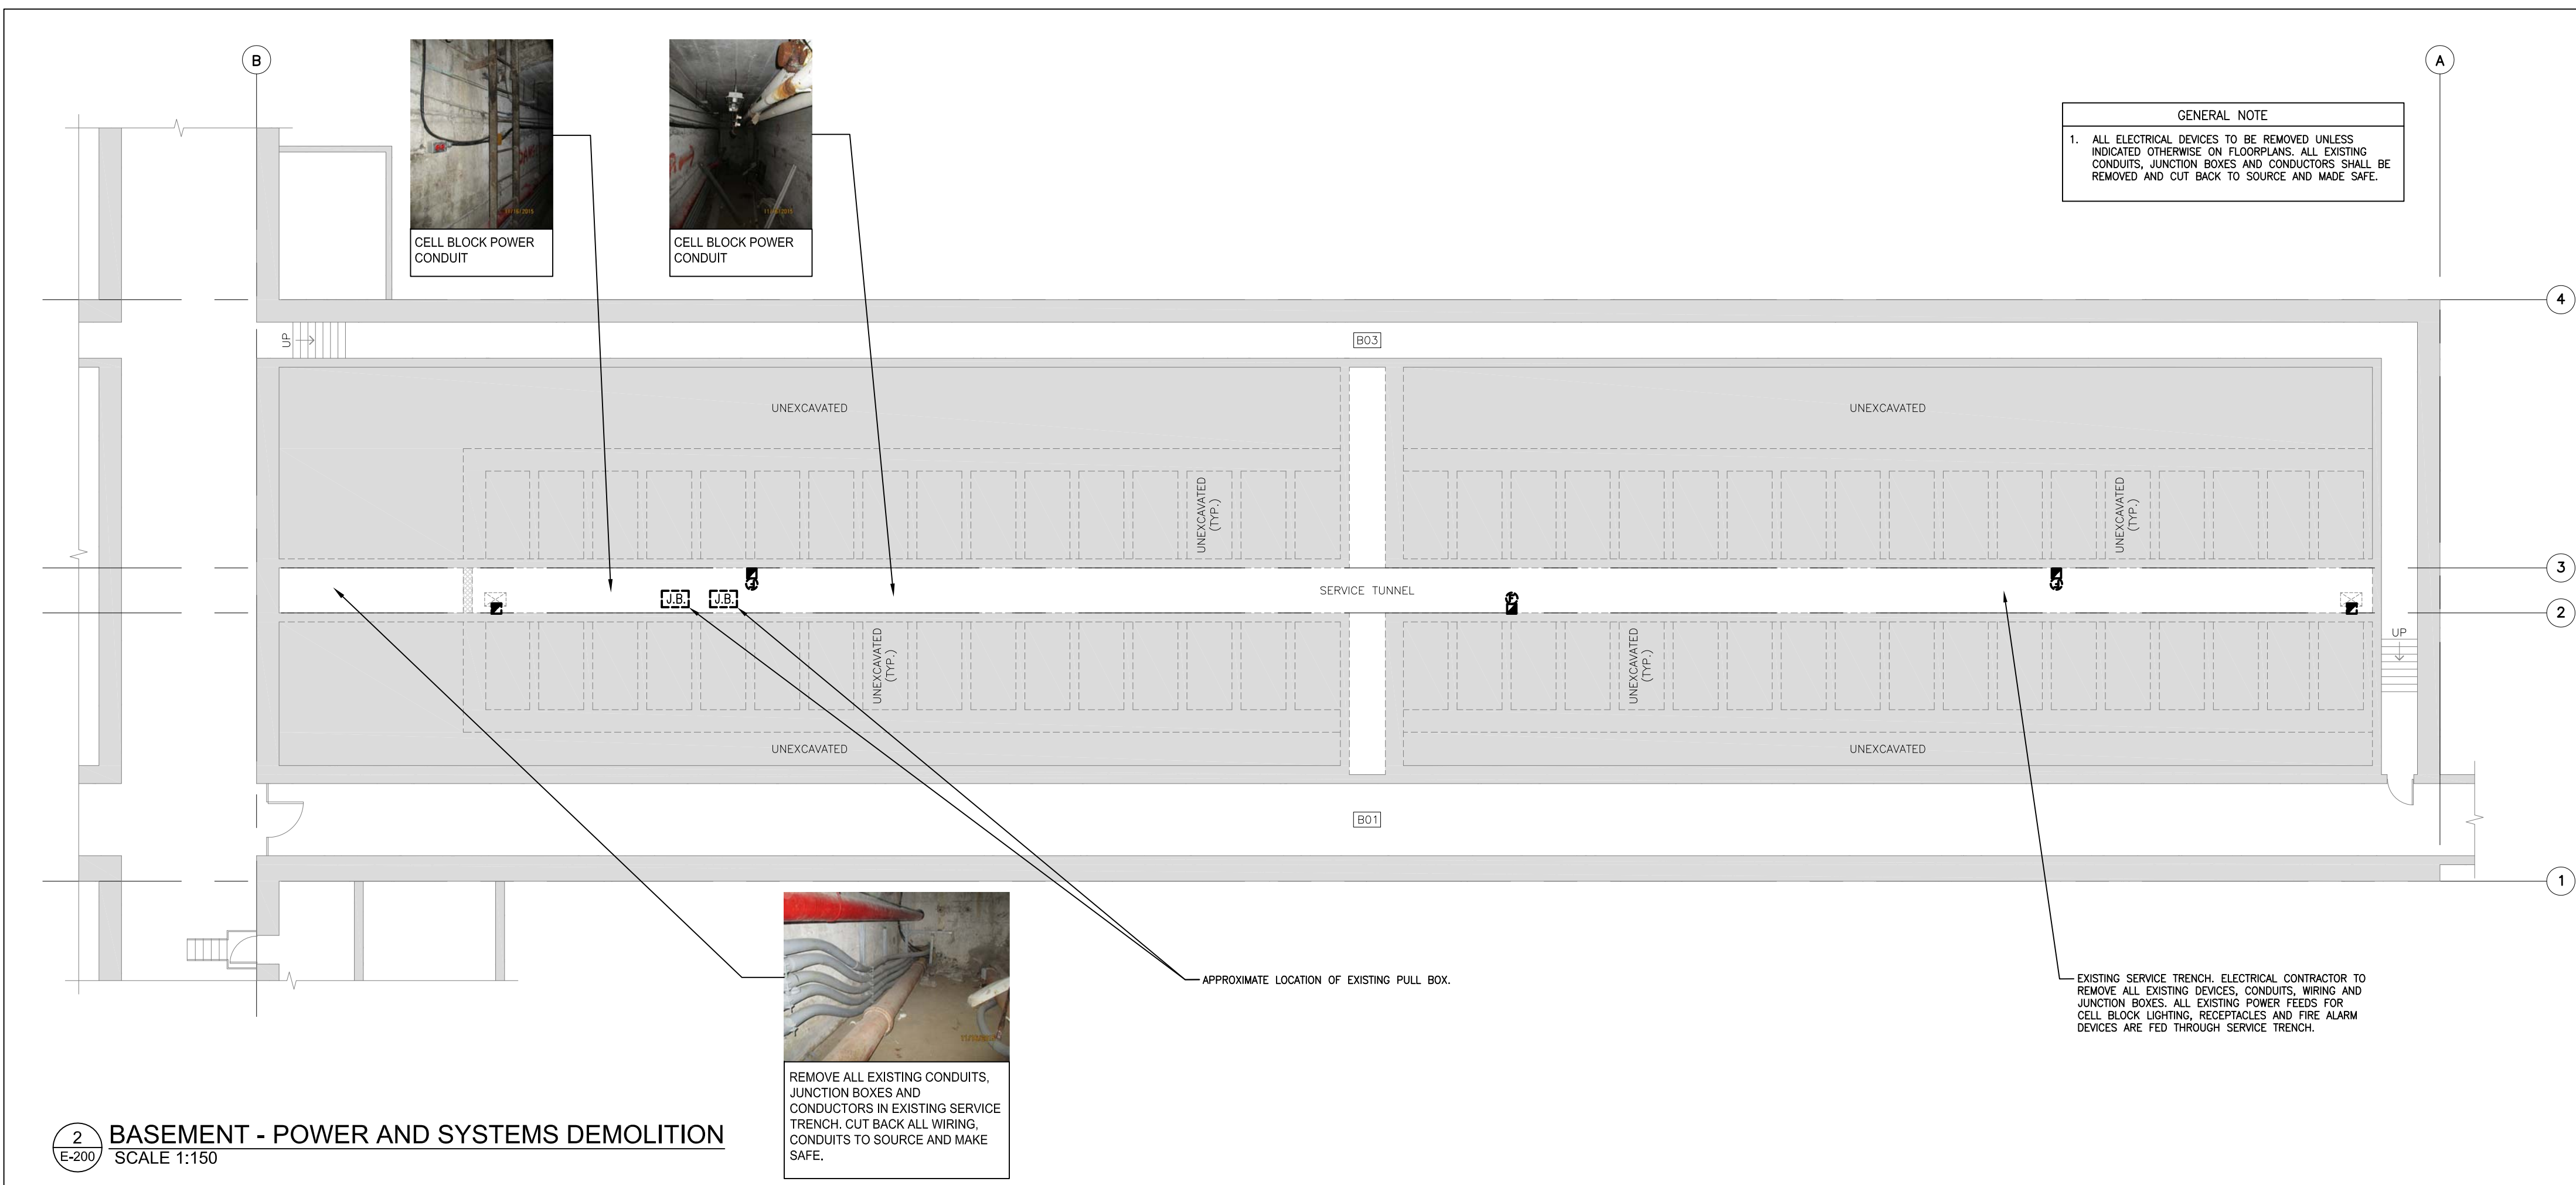 B
A
GENERAL NOTE
1. ALL ELECTRICAL DEVICES TO BE REMOVED UNLESS
INDICATED OTHERWISE ON FLOORPLANS. ALL EXISTING
CONDUITS, JUNCTION BOXES AND CONDUCTORS SHALL BE
REMOVED AND CUT BACK TO SOURCE AND MADE SAFE.
CELL BLOCK POWER
CONDUIT
CELL BLOCK POWER
CONDUIT
4
UP
B03
UNEXCAVATED
UNEXCAVATED
UNEXCAVATED
(TYP.)
UNEXCAVATED
(TYP.)
3
F
F
F
J.B.
J.B.
SERVICE TUNNEL
2
UP
UNEXCAVATED
(TYP.)
UNEXCAVATED
(TYP.)
UNEXCAVATED
UNEXCAVATED
B01
1
APPROXIMATE LOCATION OF EXISTING PULL BOX.
EXISTING SERVICE TRENCH. ELECTRICAL CONTRACTOR TO
REMOVE ALL EXISTING DEVICES, CONDUITS, WIRING AND
JUNCTION BOXES. ALL EXISTING POWER FEEDS FOR
CELL BLOCK LIGHTING, RECEPTACLES AND FIRE ALARM
DEVICES ARE FED THROUGH SERVICE TRENCH.
REMOVE ALL EXISTING CONDUITS,
JUNCTION BOXES AND
CONDUCTORS IN EXISTING SERVICE
TRENCH. CUT BACK ALL WIRING,
CONDUITS TO SOURCE AND MAKE
SAFE.
2
E-200
BASEMENT - POWER AND SYSTEMS DEMOLITION
SCALE 1:150